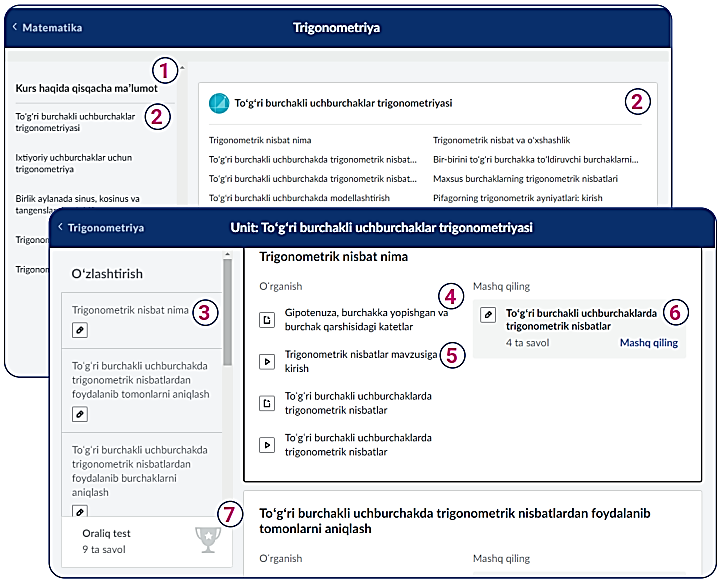 Matematika
Trigonometriya
1
Kurs haqida qisqacha ma'lumot
To'g'ri burchakli uchburchaklar
trigonometriyasi
2
Ixtiyoriy uchburchaklar uchun
trigonometriya
Birlik aylanada sinus, kosinus va
To'g'ri burchakli uchburchaklar trigonometriyasi
2
Trigonometrik nisbat nima
Trigonometrik nisbat va o'xshashlik
To'g'ri burchakli uchburchakda trigonometrik nisbat...
Bir-birini to'g'ri burchakka to'ldiruvchi burchaklarni...
To'g'ri burchakli uchburchakda trigonometrik nisbat...
Maxsus burchaklarning trigonometrik nisbatlari
To'g'ri burchakli uchburchakda modellashtirish
Pifagorning trigonometrik ayniyatlari: kirish
Trigonometriya
Unit: To'g'ri burchakli uchburchaklar trigonometriyasi
O'zlashtirish
Trigonometrik nisbat nima
3
To'g'ri burchakli uchburchakda
trigonometrik nisbatlardan
foydalanib tomonlarni aniqlash
To'g'ri burchakli uchburchakda
trigonometrik nisbatlardan
foydalanib burchaklarni
aniqlash
Oraliq test
9 ta savol
7
Trigonometrik nisbat nima
O'rganish
4
Gipotenuza, burchakka yopishgan va
burchak qarshisidagi katetlar
Trigonometrik nisbatlar mavzusiga
kirish
5
To'g'ri burchakli uchburchaklarda
trigonometrik nisbatlar
To'g'ri burchakli uchburchaklarda
trigonometrik nisbatlar
Mashq qiling
To'g'ri burchakli uchburchaklarda
trigonometrik nisbatlar
6
4 ta savol
Mashq qiling
To'g'ri burchakli uchburchakda trigonometrik nisbatlardan foydalanib
tomonlarni aniqlash
O'rganish
Mashq qiling